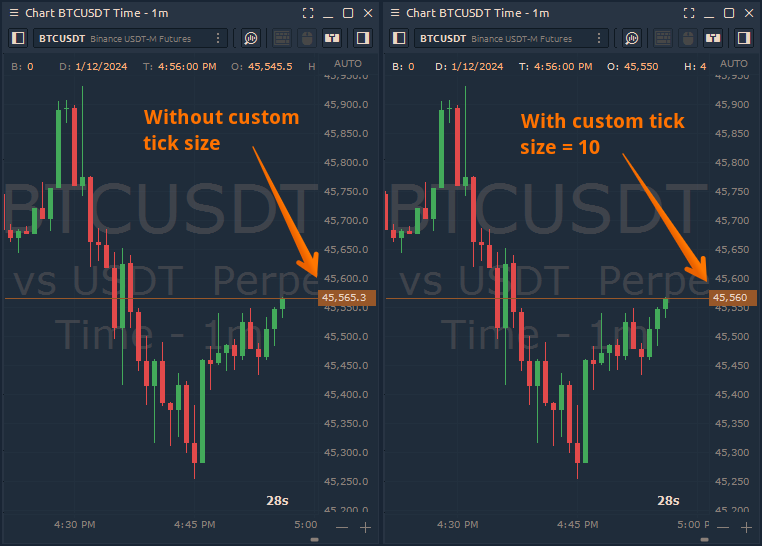 Chart BTCUSDT Time - 1m
BTCUSDT Binance USDT-M Futures
B: 0 D: 1/12/2024 T: 4:56:00 PM O: 45,545.5 H
AUTO
45,950.0
45,900.0
45,850.0
45,800.0
45,750.0
45,700.0
45,650.0
45,600.0
45,565.3
45,500.0
45,450.0
45,400.0
45,350.0
45,300.0
45,250.0
45,200.0
Without custom
tick size
BTCUSDT
vs USDT Perpe
Time - 1m
28s
4:30 PM 4:45 PM 5:00
Chart BTCUSDT Time - 1m
BTCUSDT Binance USDT-M Futures
B: 0 D: 1/12/2024 T: 4:56:00 PM O: 45,550 H: 4
AUTO
45,950
45,900
45,850
45,800
45,750
45,700
45,650
45,600
45,560
45,500
45,450
45,400
45,350
45,300
45,250
45,200
With custom tick
size = 10
BTCUSDT
vs USDT Perpe
Time - 1m
28s
4:30 PM 4:45 PM 5:00 P